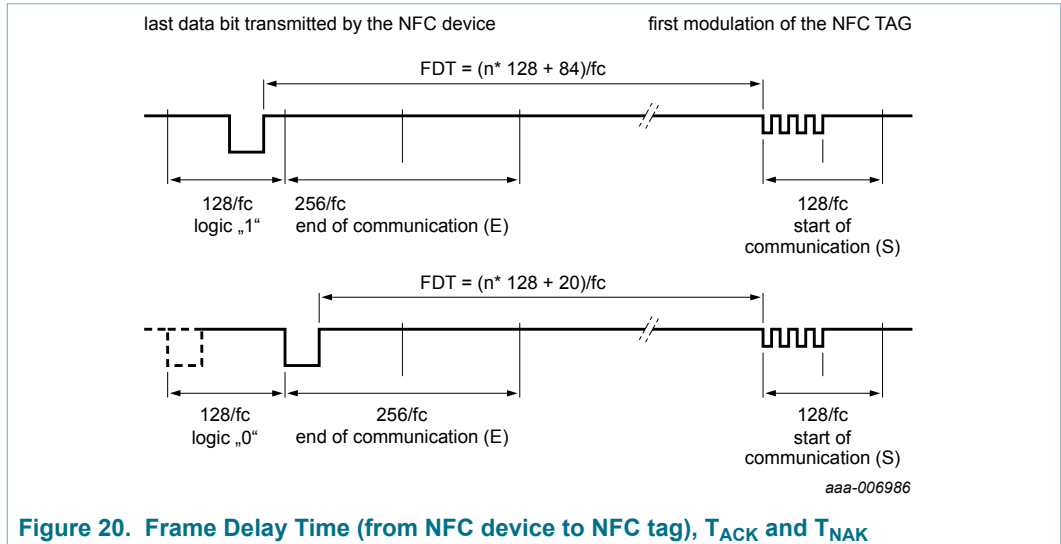 last data bit transmitted by the NFC device first modulation of the NFC TAG
FDT = (n* 128 + 84)/fc
128/fc 256/fc 128/fc
logic „1“ end of communication (E) start of
communication (S)
FDT = (n* 128 + 20)/fc
128/fc 256/fc 128/fc
logic „0“ end of communication (E) start of
communication (S)
aaa-006986
Figure 20. Frame Delay Time (from NFC device to NFC tag), TACK and TNAK